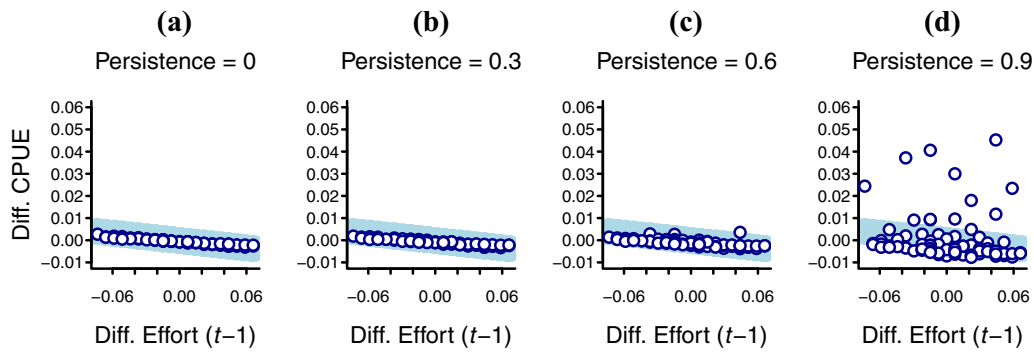 (a) (b) (c) (d)
Persistence = 0 Persistence = 0.3 Persistence = 0.6 Persistence = 0.9
Diff. CPUE
0.06 0.06 0.06 0.06
0.05 0.05 0.05 0.05
0.04 0.04 0.04 0.04
0.03 0.03 0.03 0.03
0.02 0.02 0.02 0.02
0.01 0.01 0.01 0.01
0.00 0.00 0.00 0.00
−0.01 −0.01 −0.01 −0.01
−0.06 0.00 0.06 −0.06 0.00 0.06 −0.06 0.00 0.06 −0.06 0.00 0.06
Diff. Effort (t−1) Diff. Effort (t−1) Diff. Effort (t−1) Diff. Effort (t−1)